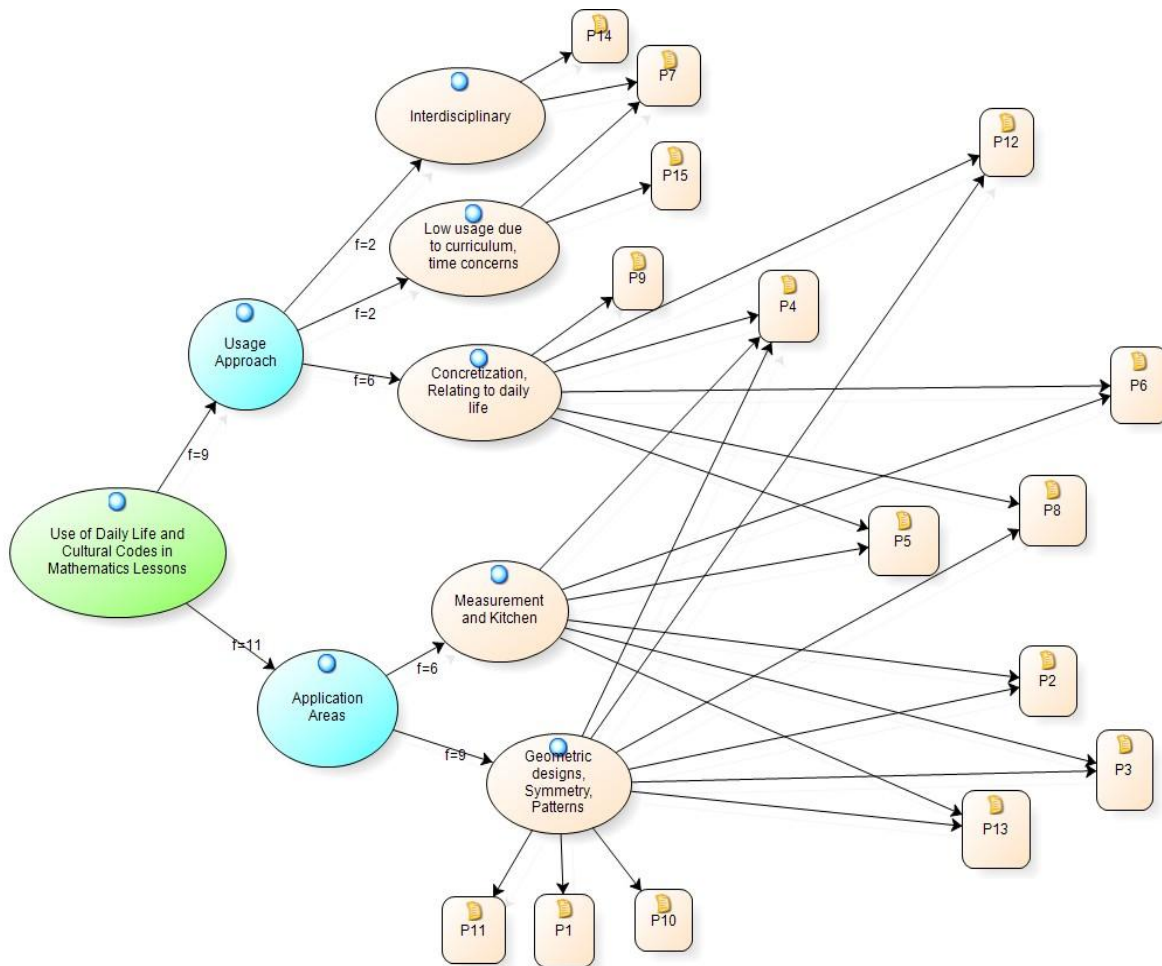 P14
P7
Interdisciplinary
P12
P15
Low usage due
to curriculum,
time concerns
f=2
P9
P4
f=2
Usage
Approach
Concretization,
Relating to daily
life
f=6
P6
f=9
P8
Use of Daily Life and
Cultural Codes in
Mathematics Lessons
P5
Measurement
and Kitchen
f=11
f=6
P2
Application
Areas
f=9
Geometric
designs,
Symmetry,
Patterns
P3
P13
P11
P1
P10